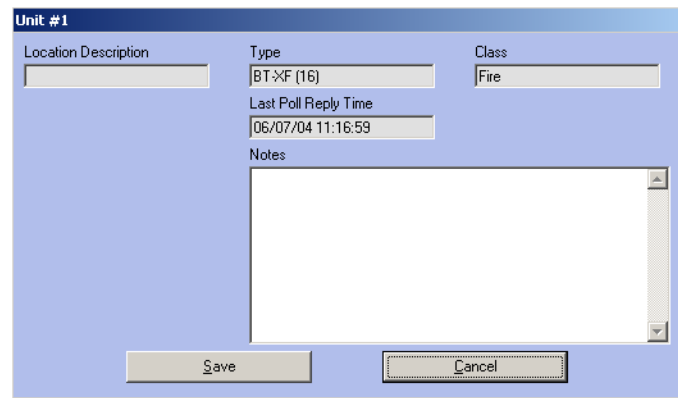 Unit #1
Location Description Type Class
BT-XF (16) Fire
Last Poll Reply Time
06/07/04 11:16:59
Notes
Save Cancel